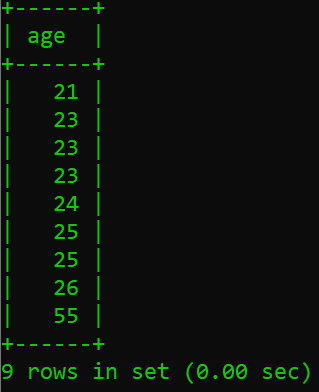 +------+
| age  |
+------+
|   21 |
|   23 |
|   23 |
|   23 |
|   24 |
|   25 |
|   25 |
|   26 |
|   55 |
+------+
9 rows in set (0.00 sec)